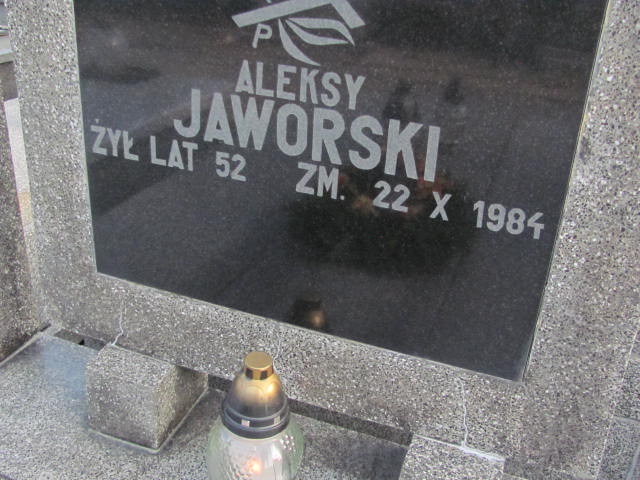 P
ALEKSY
JAWORSKI
ŻYŁ LAT 52 ZM. 22 X 1984